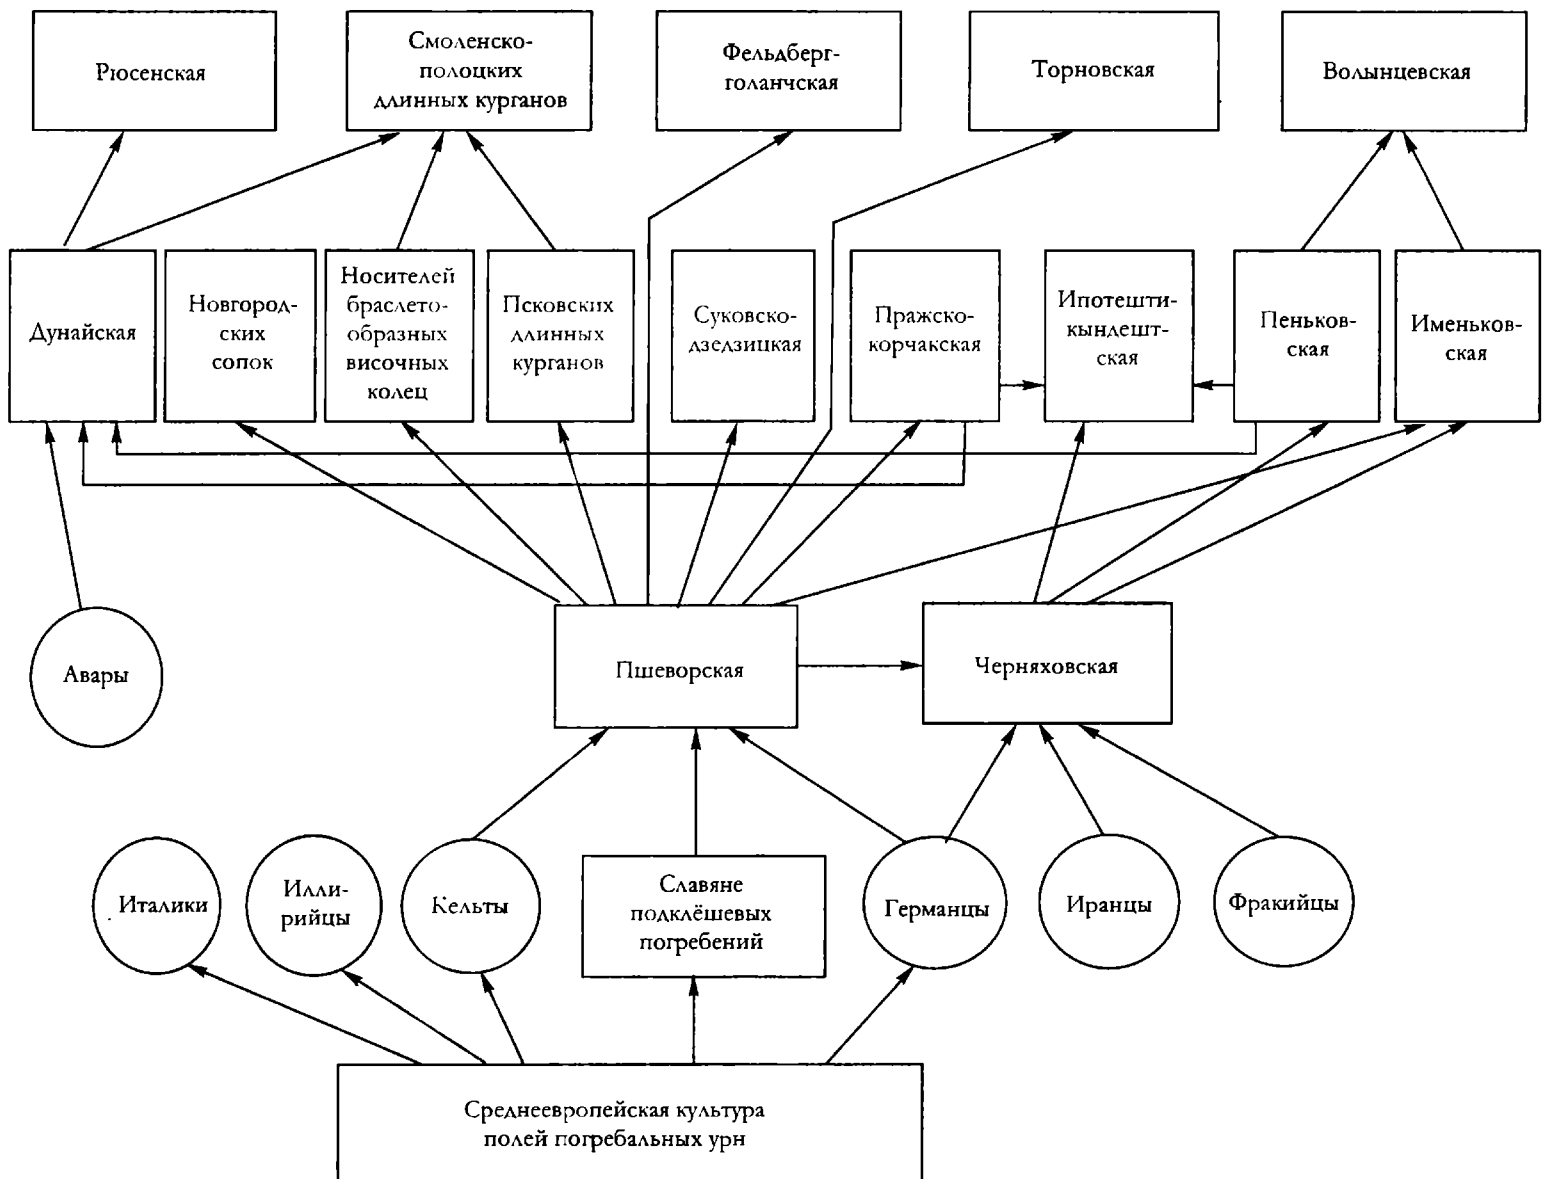 Рюсенская
Смоленско-
полоцких
длинных курганов
Фельдберг-
голанчская
Торновская
Волынцевская
Дунайская
Новгород-
ских
сопок
Носителей
браслето-
образных
височных
колец
Псковских
длинных
курганов
Суковско-
дзедзицкая
Пражско-
корчакская
Ипотешти-
кындешт-
ская
Пеньков-
ская
Именьков-
ская
Авары
Пшеворская
Черняховская
Италики
Илли-
рийцы
Кельты
Славяне
подклёшевых
погребений
Германцы
Иранцы
Фракийцы
Среднеевропейская культура
полей погребальных урн